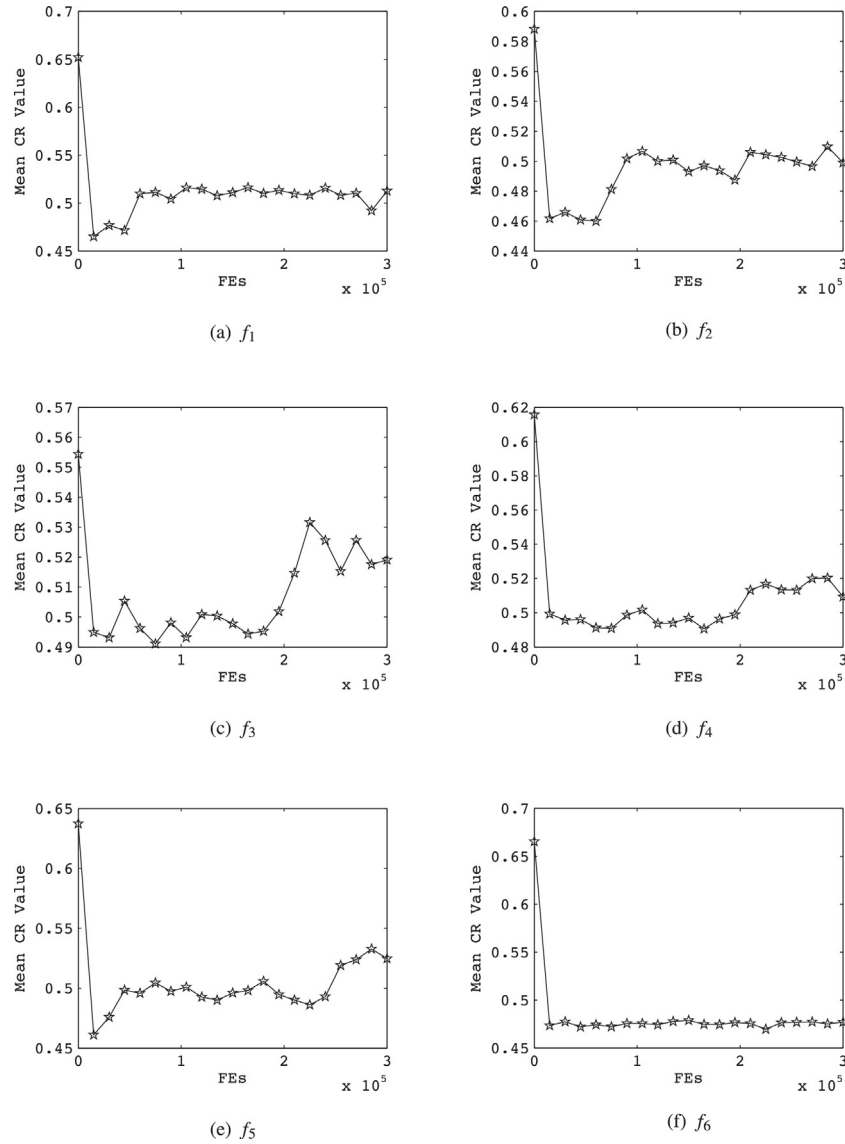 0.7
0.65
0.6
0.55
0.5
0.45
Mean CR Value
0 1 2 3
FEs
x 10^5
(a) f1
0.6
0.58
0.56
0.54
0.52
0.5
0.48
0.46
0.44
Mean CR Value
0 1 2 3
FEs
x 10^5
(b) f2
0.57
0.56
0.55
0.54
0.53
0.52
0.51
0.5
0.49
Mean CR Value
0 1 2 3
FEs
x 10^5
(c) f3
0.62
0.6
0.58
0.56
0.54
0.52
0.5
0.48
Mean CR Value
0 1 2 3
FEs
x 10^5
(d) f4
0.65
0.6
0.55
0.5
0.45
Mean CR Value
0 1 2 3
FEs
x 10^5
(e) f5
0.7
0.65
0.6
0.55
0.5
0.45
Mean CR Value
0 1 2 3
FEs
x 10^5
(f) f6